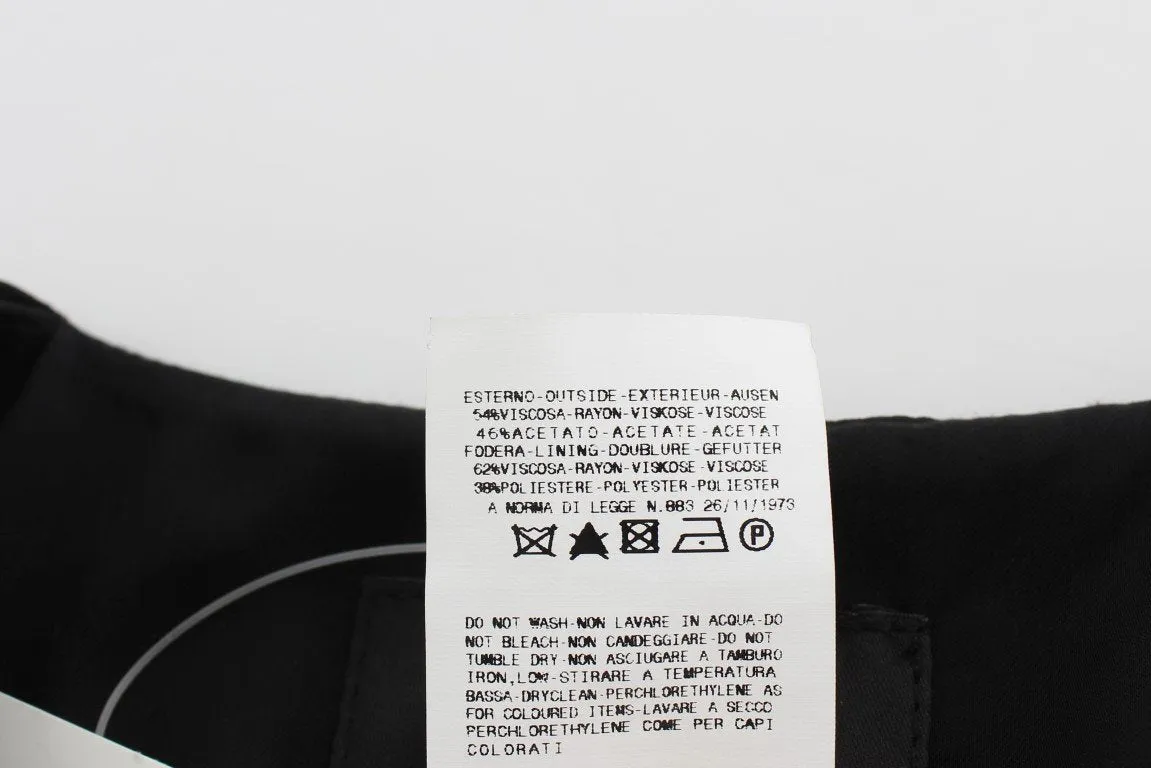 ESTERNO-OUTSIDE-EXTERIEUR-AUSEN
54%VISCOSA-RAYON-VISKOSE-VISCOSE
46%ACETATO-ACETATE-ACETAT
FODERA-LINING-DOUBLURE-GEFUTTER
62%VISCOSA-RAYON-VISKOSE-VISCOSE
38%POLIESTERE-POLYESTER-POLIESTER
A NORMA DI LEGGE N.883 26/11/1973
P
DO NOT WASH-NON LAVARE IN ACQUA-DO
NOT BLEACH-NON CANDEGGIARE-DO NOT
TUMBLE DRY-NON ASCIUGARE A TAMBURO
IRON,LOW-STIRARE A TEMPERATURA
BASSA-DRYCLEAN-PERCHLORETHYLENE AS
FOR COLOURED ITEMS-LAVARE A SECCO
PERCHLORETHYLENE COME PER CAPI
COLORATI